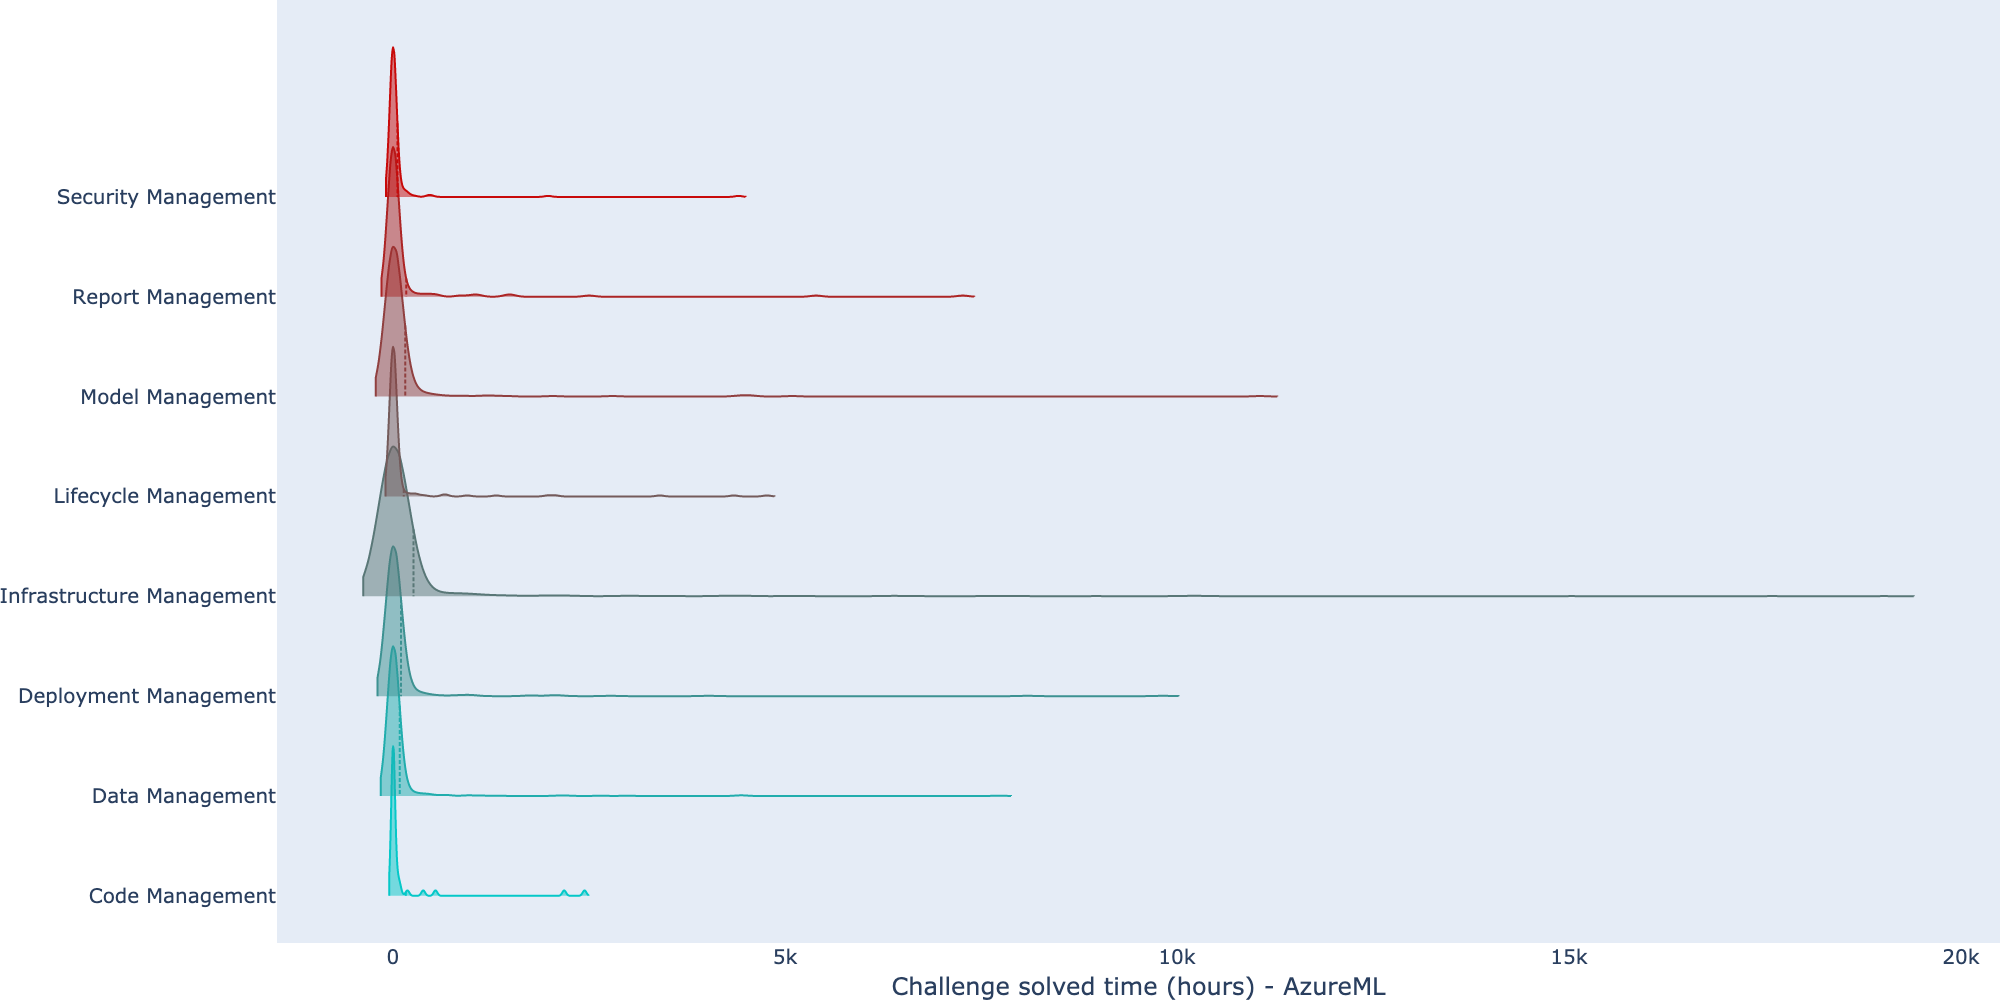 Security Management
Report Management
Model Management
Lifecycle Management
Infrastructure Management
Deployment Management
Data Management
Code Management
0 5k 10k 15k 20k
Challenge solved time (hours) - AzureML